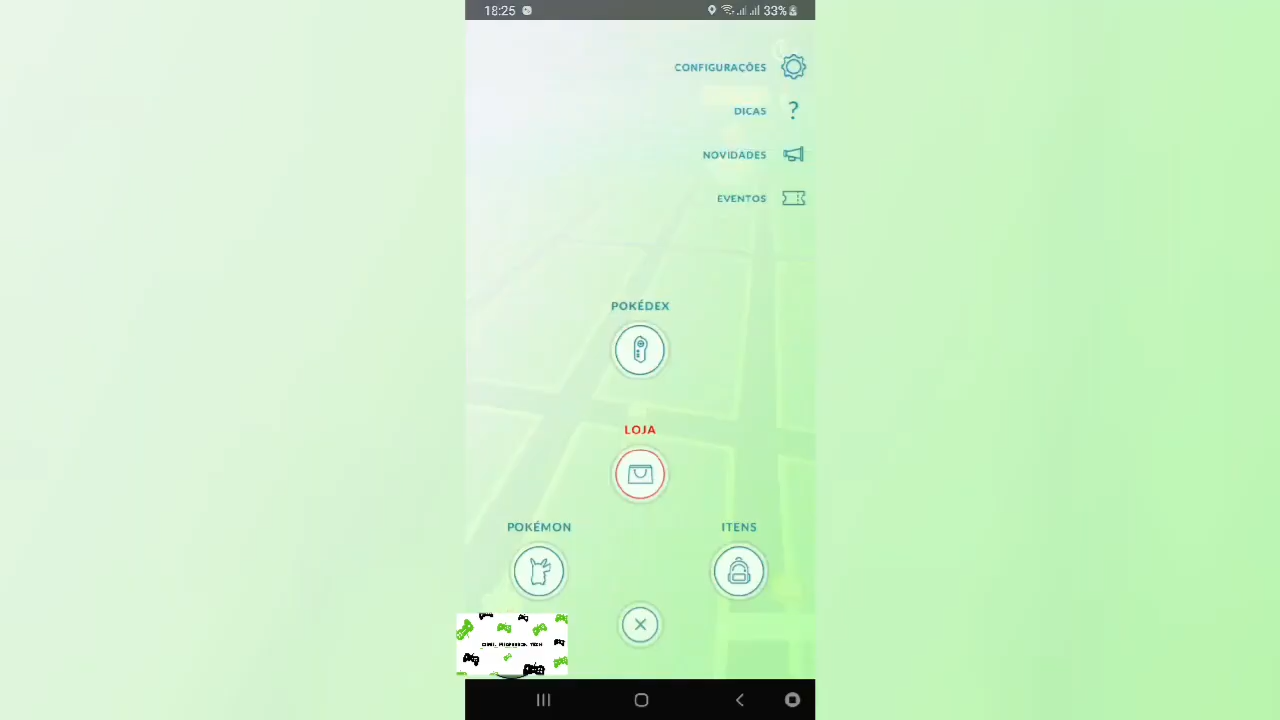 18:25
33%
CONFIGURAÇÕES
DICAS
NOVIDADES
EVENTOS
POKÉDEX
LOJA
POKÉMON
ITENS